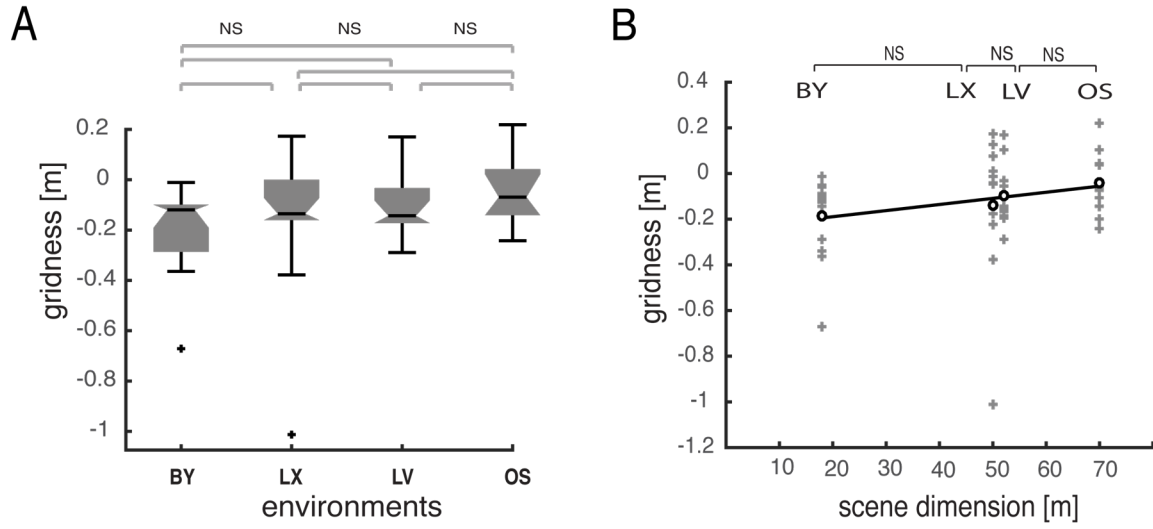 A
NS NS NS
gridness [m]
0.2
0
-0.2
-0.4
-0.6
-0.8
-1
BY LX LV OS
environments
B
NS NS NS
BY LX LV OS
gridness [m]
0.4
0.2
0
-0.2
-0.4
-0.6
-0.8
-1
-1.2
10 20 30 40 50 60 70
scene dimension [m]